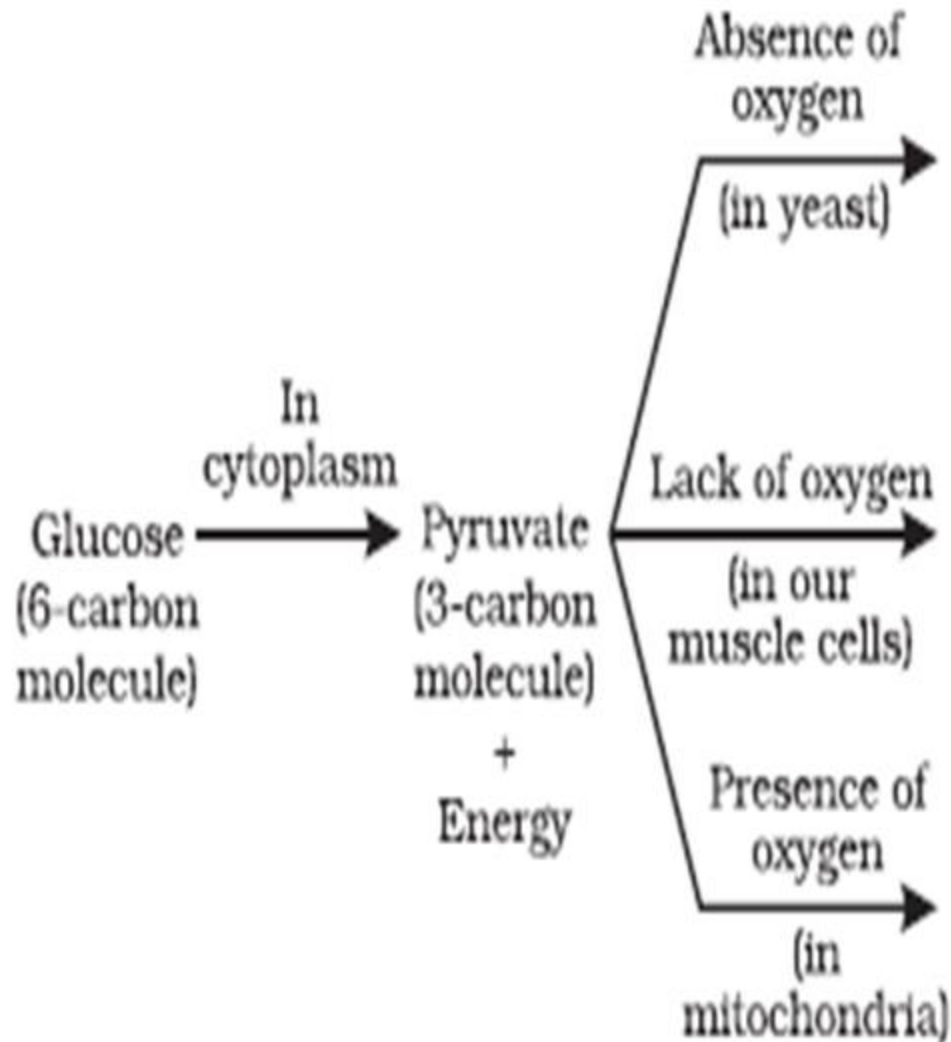 Absence of
oxygen
(in yeast)
In
cytoplasm
Glucose
(6-carbon
molecule)
Pyruvate
(3-carbon
molecule)
+
Energy
Lack of oxygen
(in our
muscle cells)
Presence of
oxygen
(in
mitochondria)